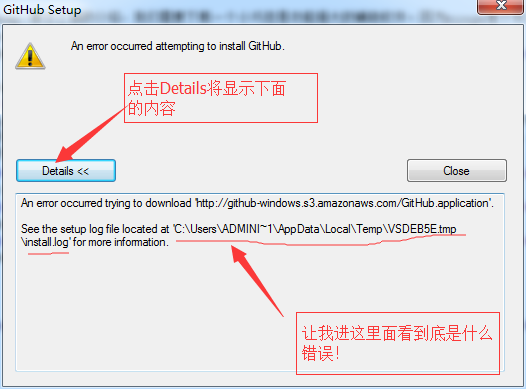 GitHub Setup
An error occurred attempting to install GitHub.
点击Details将显示下面
的内容
Details <<
Close
An error occurred trying to download 'http://github-windows.s3.amazonaws.com/GitHub.application'.
See the setup log file located at 'C:\Users\ADMINI~1\AppData\Local\Temp\VSDEB5E.tmp
\install.log' for more information.
让我进这里面看到底是什么
错误！